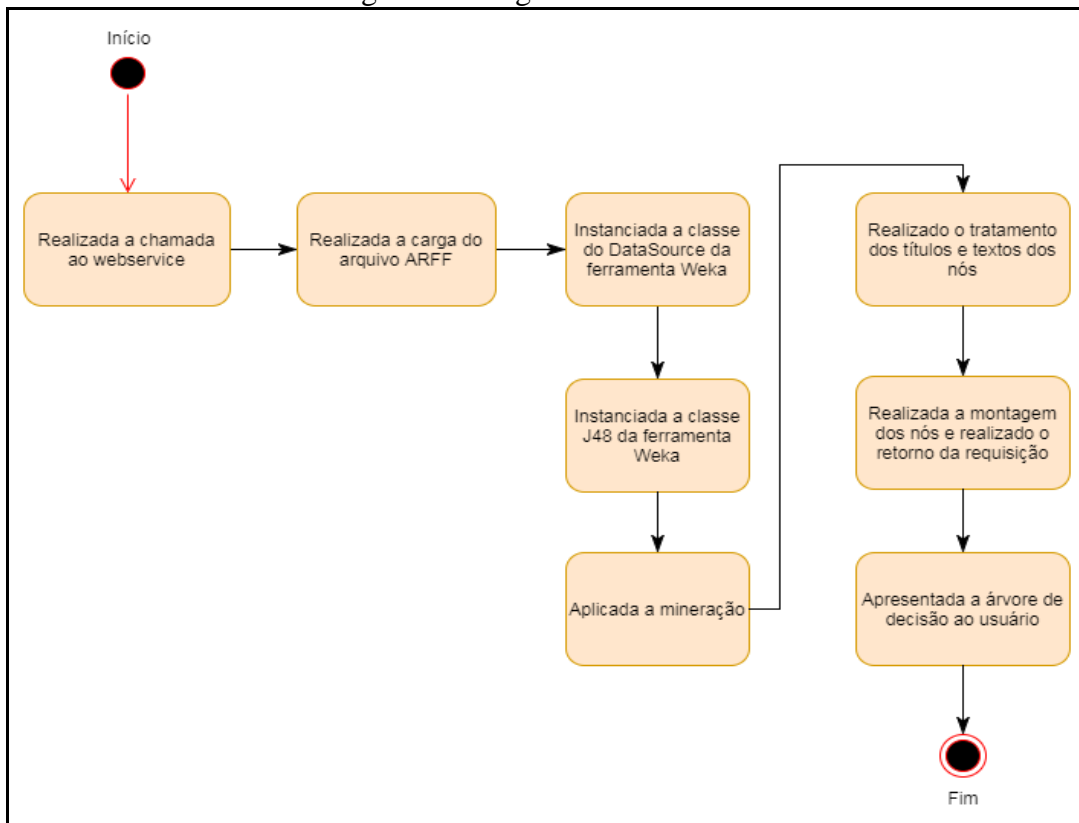 Início
Realizada a chamada
ao webservice
Realizada a carga do
arquivo ARFF
Instanciada a classe
do DataSource da
ferramenta Weka
Instanciada a classe
J48 da ferramenta
Weka
Aplicada a mineração
Realizado o tratamento
dos títulos e textos dos
nós
Realizada a montagem
dos nós e realizado o
retorno da requisição
Apresentada a árvore de
decisão ao usuário
Fim